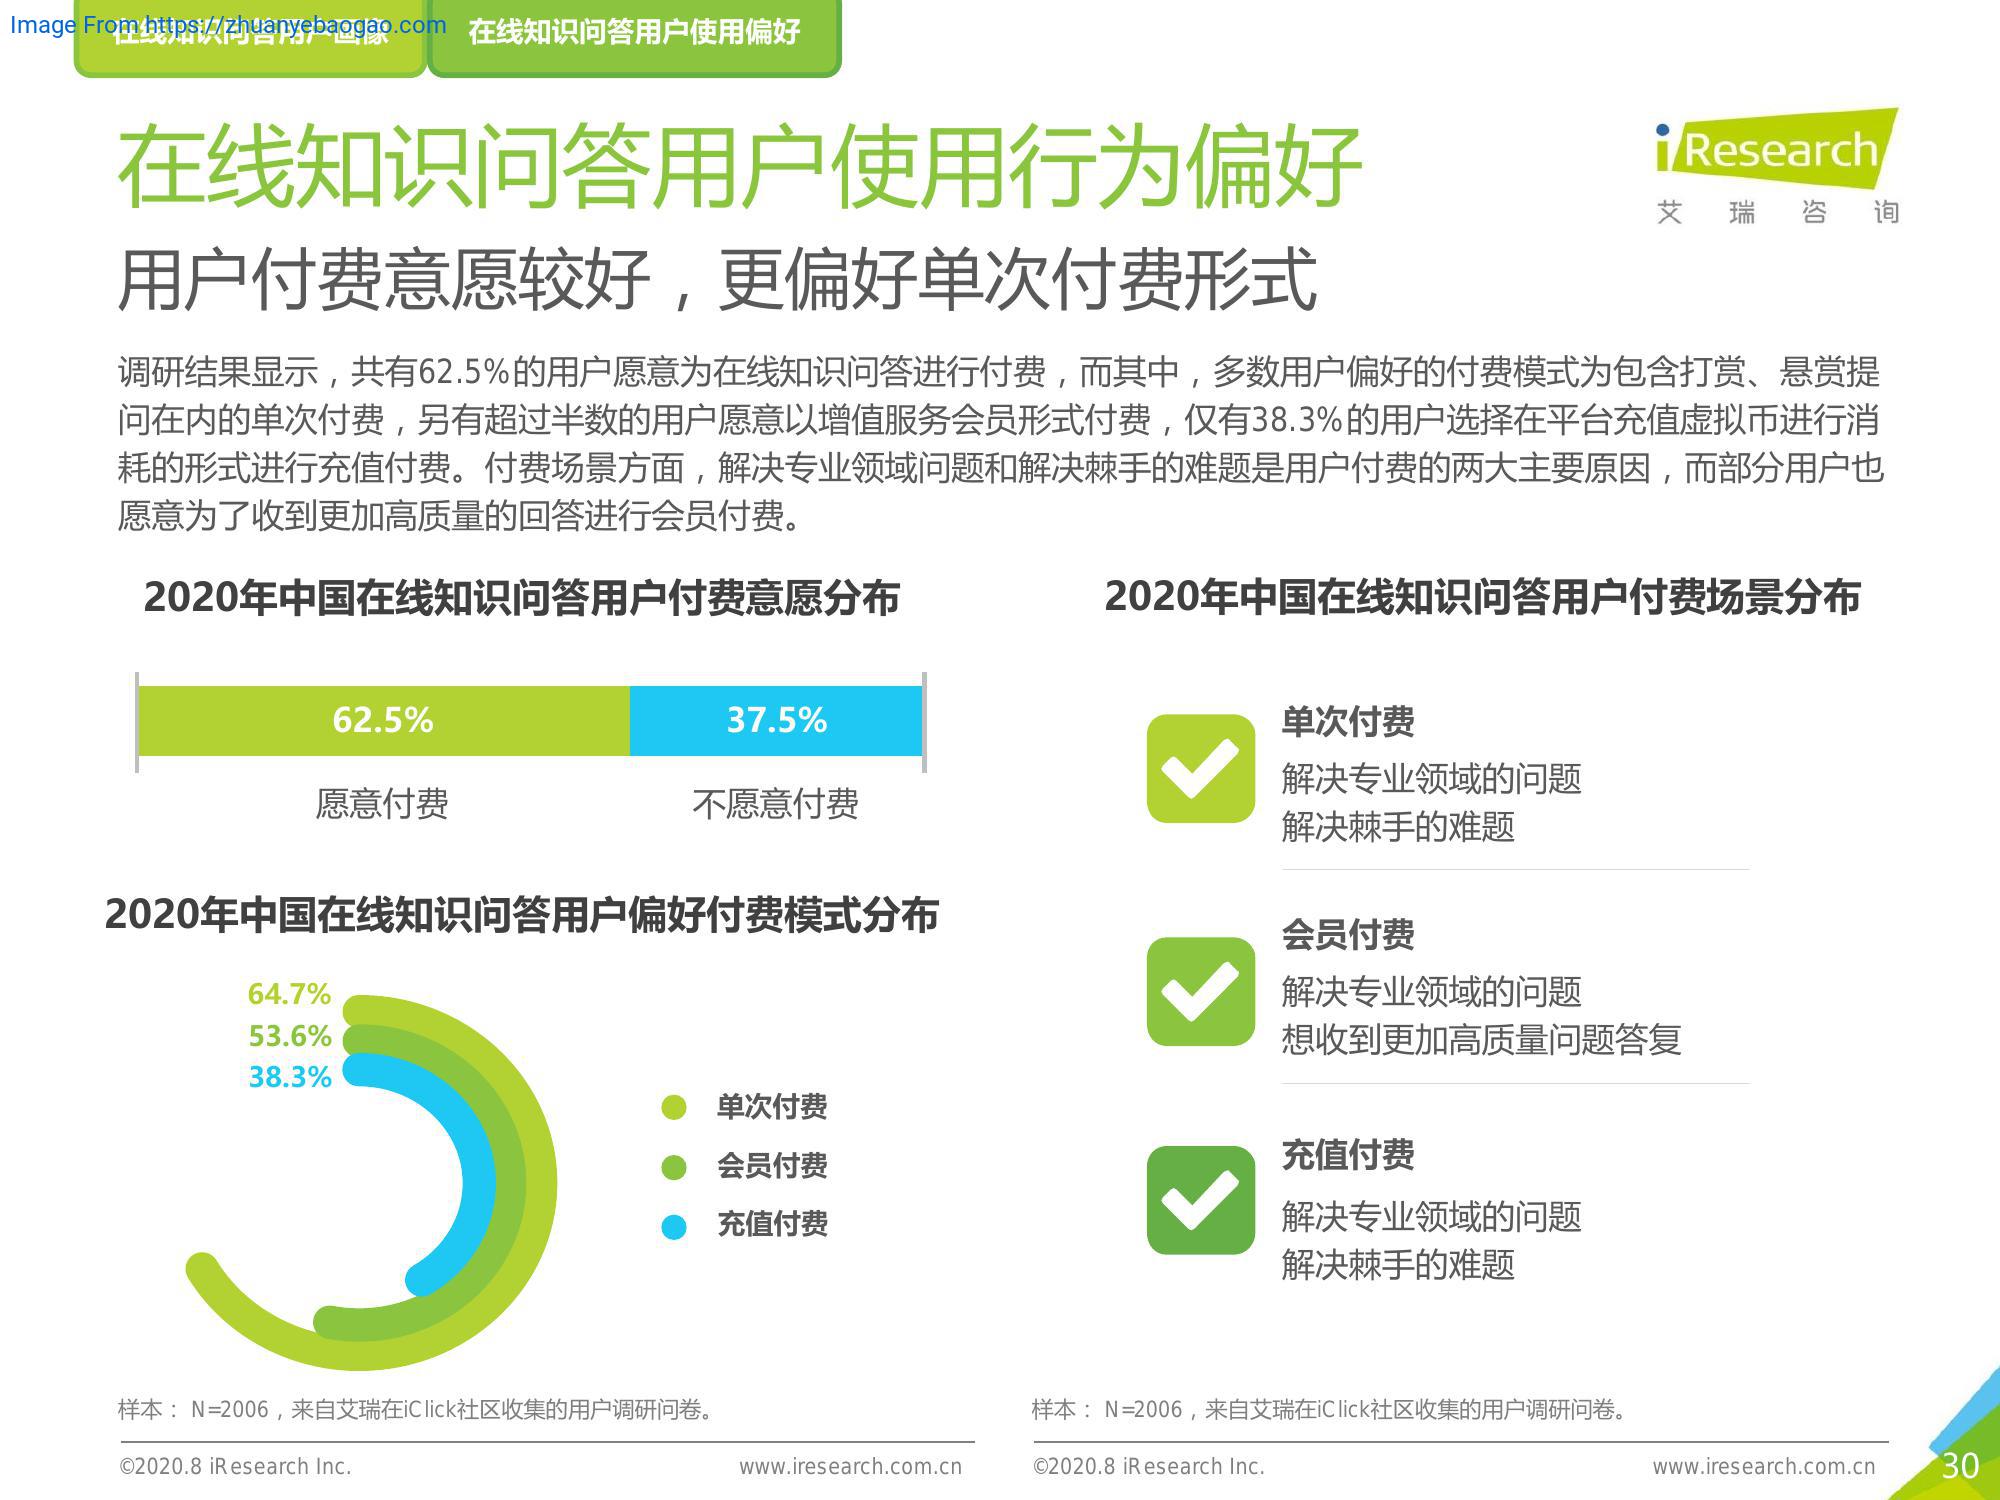 Image From https://zhuanyebaogao.com
在线知识问答用户画像
在线知识问答用户使用偏好
在线知识问答用户使用行为偏好
iResearch
艾瑞咨询
用户付费意愿较好，更偏好单次付费形式
调研结果显示，共有62.5%的用户愿意为在线知识问答进行付费，而其中，多数用户偏好的付费模式为包含打赏、悬赏提
问在内的单次付费，另有超过半数的用户愿意以增值服务会员形式付费，仅有38.3%的用户选择在平台充值虚拟币进行消
耗的形式进行充值付费。付费场景方面，解决专业领域问题和解决棘手的难题是用户付费的两大主要原因，而部分用户也
愿意为了收到更加高质量的回答进行会员付费。
2020年中国在线知识问答用户付费意愿分布
62.5%
37.5%
愿意付费
不愿意付费
2020年中国在线知识问答用户偏好付费模式分布
64.7%
53.6%
38.3%
单次付费
会员付费
充值付费
2020年中国在线知识问答用户付费场景分布
单次付费
解决专业领域的问题
解决棘手的难题
会员付费
解决专业领域的问题
想收到更加高质量问题答复
充值付费
解决专业领域的问题
解决棘手的难题
样本：N=2006，来自艾瑞在iClick社区收集的用户调研问卷。
样本：N=2006，来自艾瑞在iClick社区收集的用户调研问卷。
©2020.8 iResearch Inc.
www.iresearch.com.cn
©2020.8 iResearch Inc.
www.iresearch.com.cn
30